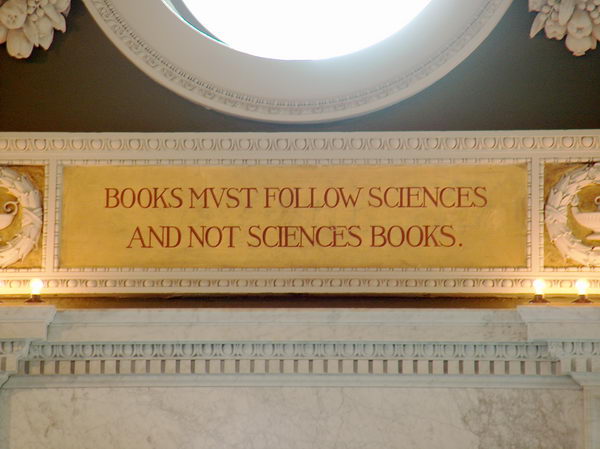 BOOKS MVST FOLLOW SCIENCES
AND NOT SCIENCES BOOKS.